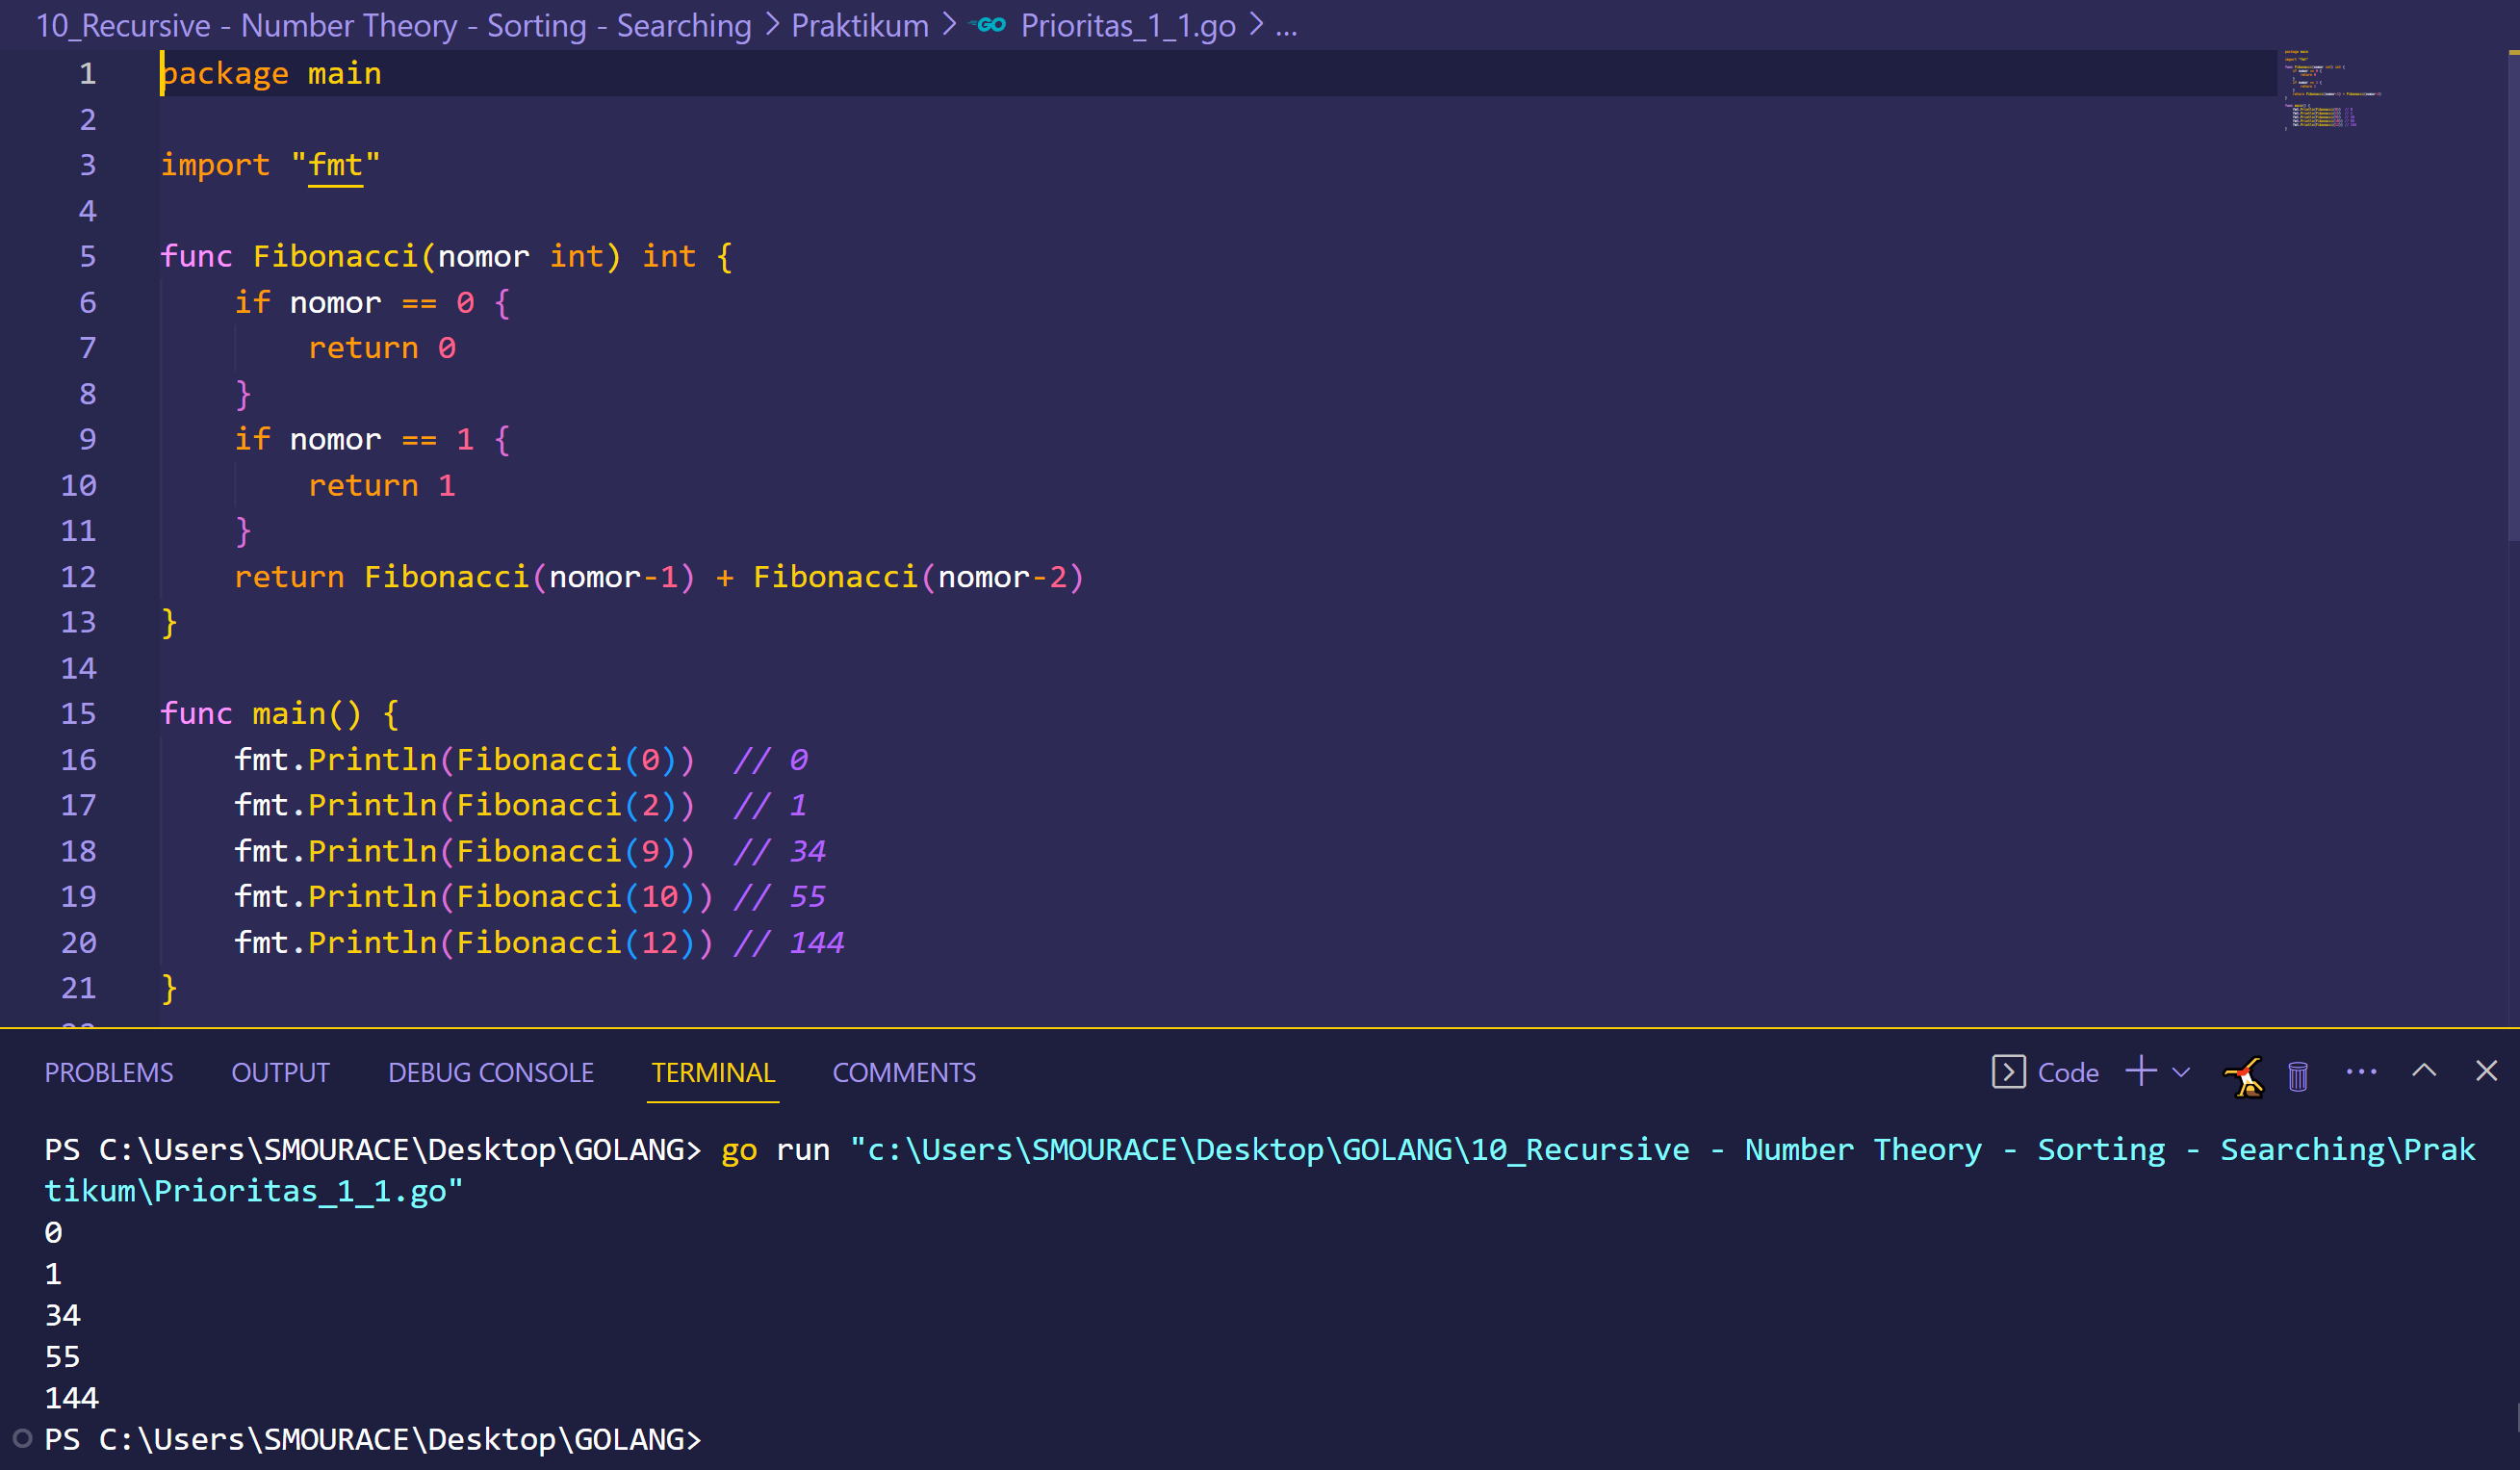 10_Recursive - Number Theory - Sorting - Searching > Praktikum > GO Prioritas_1_1.go > ...
1 package main
2
3 import "fmt"
4
5 func Fibonacci(nomor int) int {
6 if nomor == 0 {
7 return 0
8 }
9 if nomor == 1 {
10 return 1
11 }
12 return Fibonacci(nomor-1) + Fibonacci(nomor-2)
13 }
14
15 func main() {
16 fmt.Println(Fibonacci(0)) // 0
17 fmt.Println(Fibonacci(2)) // 1
18 fmt.Println(Fibonacci(9)) // 34
19 fmt.Println(Fibonacci(10)) // 55
20 fmt.Println(Fibonacci(12)) // 144
21 }
PROBLEMS OUTPUT DEBUG CONSOLE TERMINAL COMMENTS Code
PS C:\Users\SMOURACE\Desktop\GOLANG> go run "c:\Users\SMOURACE\Desktop\GOLANG\10_Recursive - Number Theory - Sorting - Searching\Prak
tikum\Prioritas_1_1.go"
0
1
34
55
144
PS C:\Users\SMOURACE\Desktop\GOLANG>